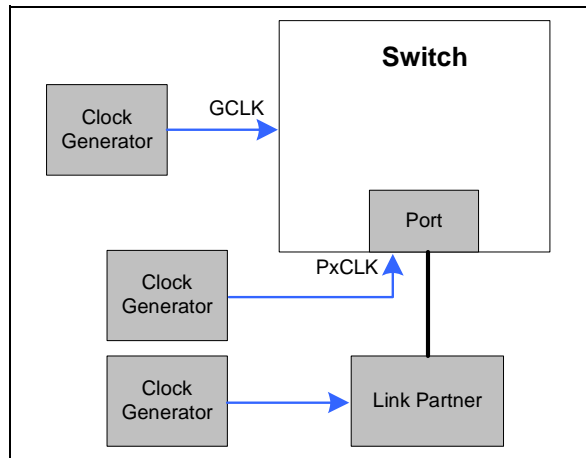 Switch
Clock
Generator
GCLK
Port
PxCLK
Clock
Generator
Clock
Generator
Link Partner